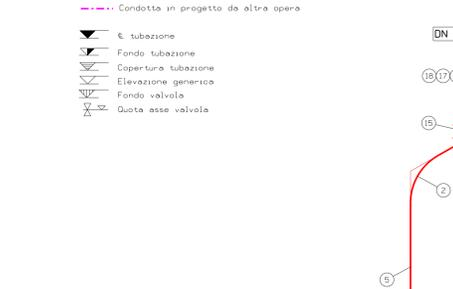 Condotta in progetto da altra opera
℄ tubazione
Fondo tubazione
Copertura tubazione
Elevazione generica
Fondo valvola
Quota asse valvola
DN
18 17
15
2
5